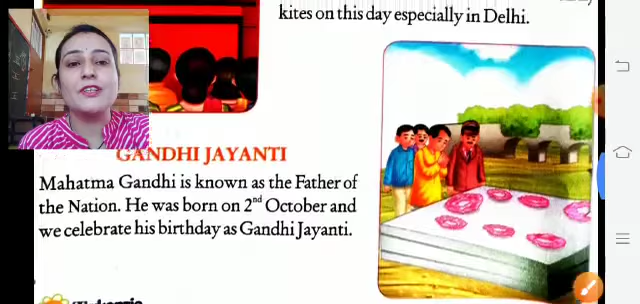 kites on this day especially in Delhi.
GANDHI JAYANTI
Mahatma Gandhi is known as the Father of
the Nation. He was born on 2nd October and
we celebrate his birthday as Gandhi Jayanti.